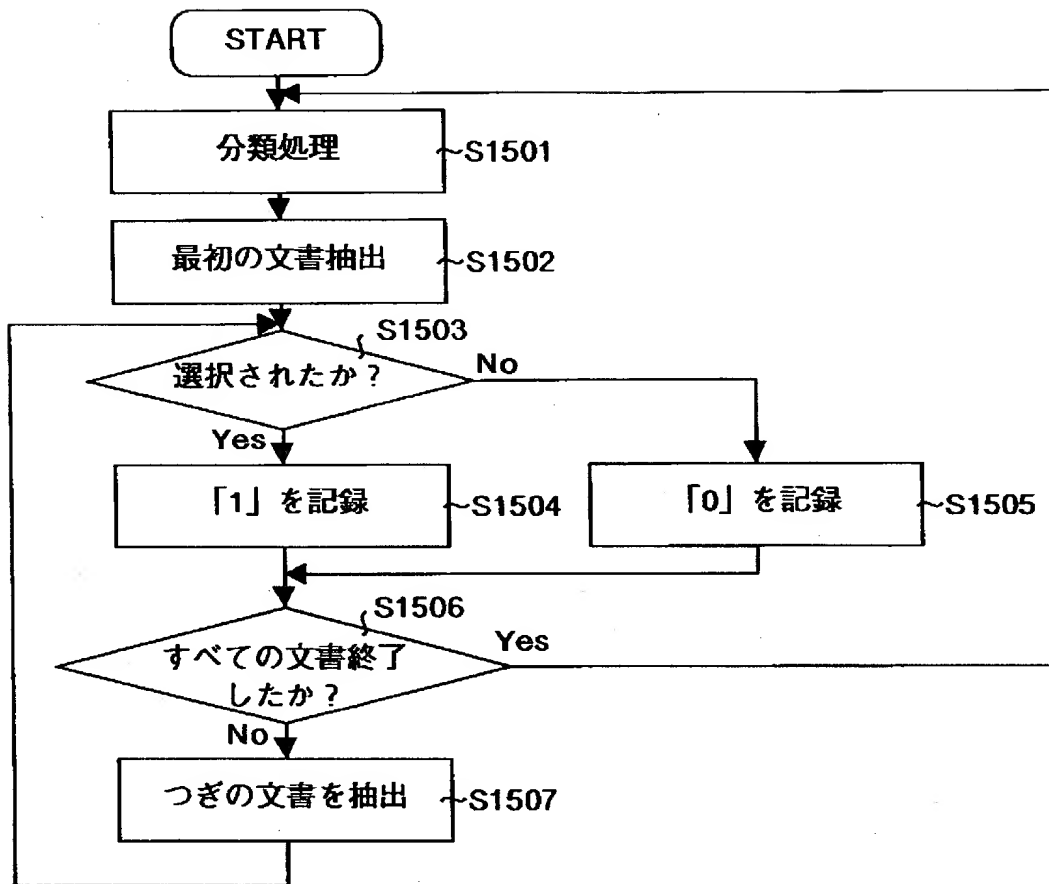 START
分類処理
~S1501
最初の文書抽出
~S1502
S1503
選択されたか?
No
Yes
「1」を記録
~S1504
「0」を記録
~S1505
S1506
すべての文書終了
したか?
Yes
No
つぎの文書を抽出
~S1507